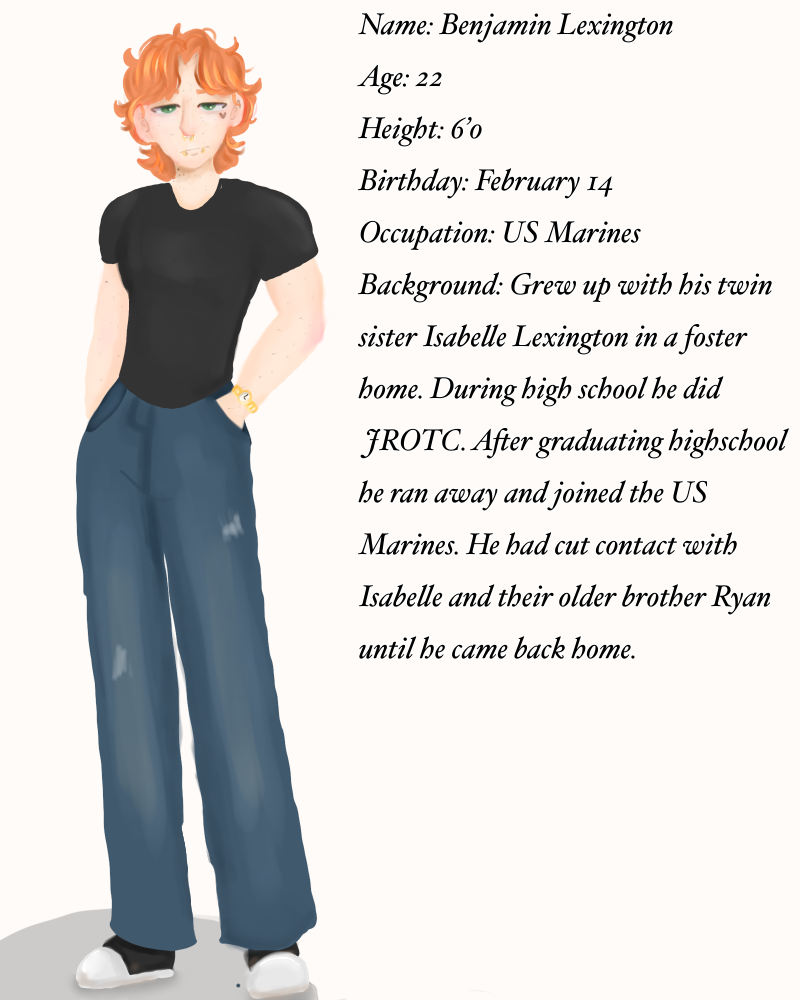 Name: Benjamin Lexington
Age: 22
Height: 6'0
Birthday: February 14
Occupation: US Marines
Background: Grew up with his twin
sister Isabelle Lexington in a foster
home. During high school he did
JROTC. After graduating highschool
he ran away and joined the US
Marines. He had cut contact with
Isabelle and their older brother Ryan
until he came back home.